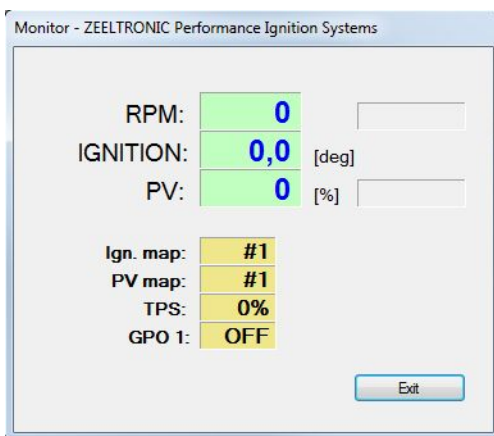 Monitor - ZEELTRONIC Performance Ignition Systems
RPM: 0
IGNITION: 0,0 [deg]
PV: 0 [%]
Ign. map: #1
PV map: #1
TPS: 0%
GPO 1: OFF
Exit